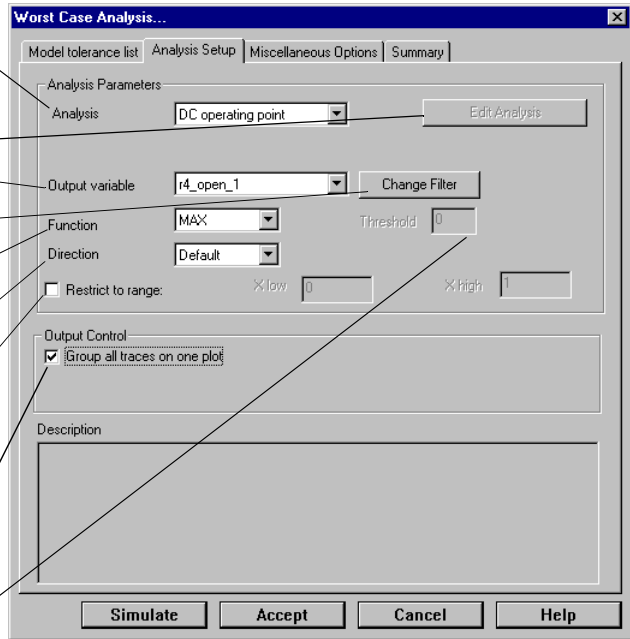 Worst Case Analysis...
Model tolerance list Analysis Setup Miscellaneous Options Summary
Analysis Parameters
Analysis DC operating point Edit Analysis
Output variable r4_open_1 Change Filter
Function MAX Threshold 0
Direction Default
Restrict to range: X low 0 X high 1
Output Control
Group all traces on one plot
Description
Simulate Accept Cancel Help